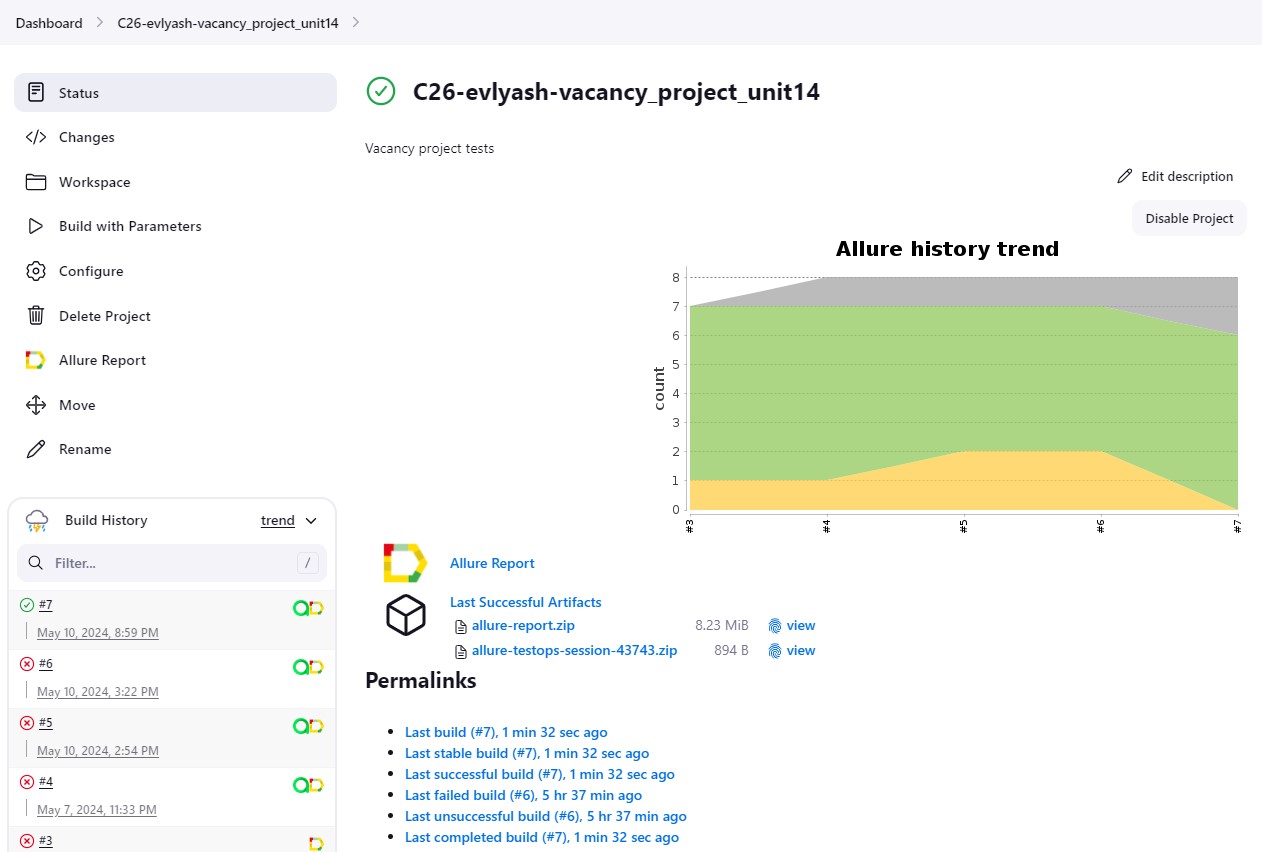 Dashboard
C26-evlyash-vacancy_project_unit14
Status
Changes
Workspace
Build with Parameters
Configure
Delete Project
Allure Report
Move
Rename
Build History
trend
Filter...
/
#7
May 10, 2024, 8:59 PM
#6
May 10, 2024, 3:22 PM
#5
May 10, 2024, 2:54 PM
#4
May 7, 2024, 11:33 PM
#3
C26-evlyash-vacancy_project_unit14
Vacancy project tests
Edit description
Disable Project
Allure history trend
count
8
7
6
5
4
3
2
1
0
#3
#4
#5
#6
#7
Allure Report
Last Successful Artifacts
allure-report.zip 8.23 MiB view
allure-testops-session-43743.zip 894 B view
Permalinks
Last build (#7), 1 min 32 sec ago
Last stable build (#7), 1 min 32 sec ago
Last successful build (#7), 1 min 32 sec ago
Last failed build (#6), 5 hr 37 min ago
Last unsuccessful build (#6), 5 hr 37 min ago
Last completed build (#7), 1 min 32 sec ago